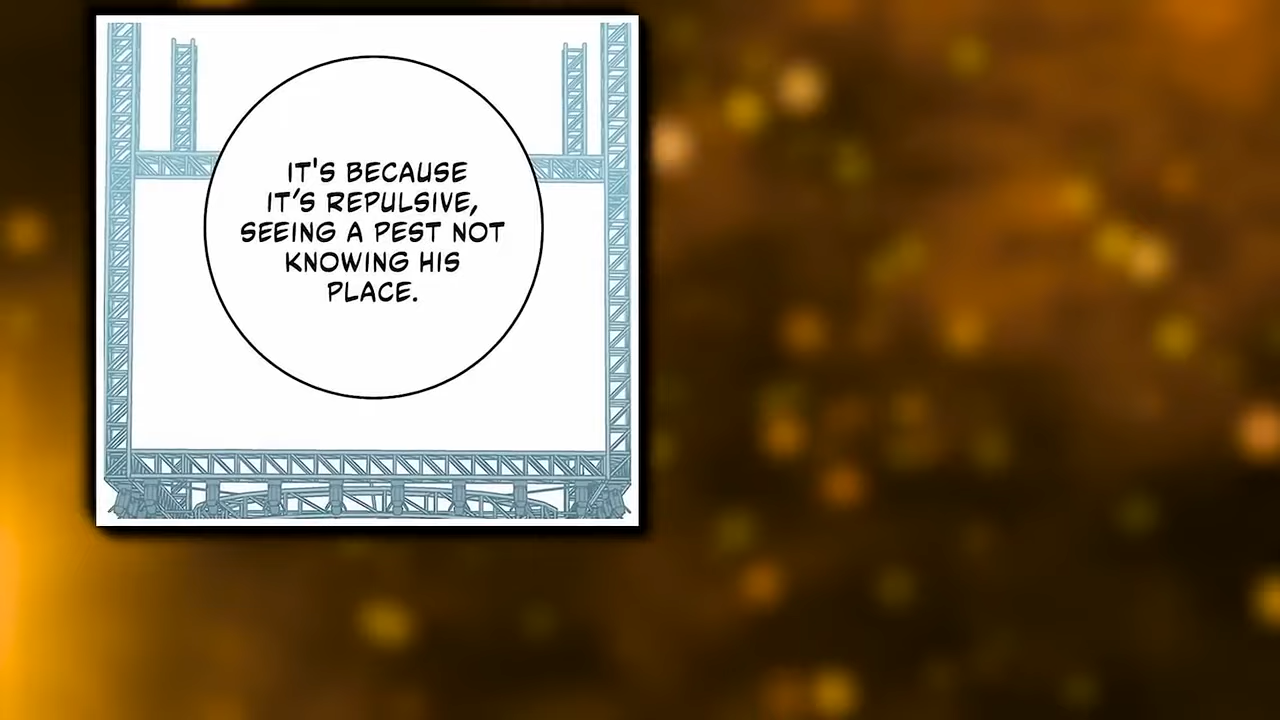 IT'S BECAUSE
IT'S REPULSIVE,
SEEING A PEST NOT
KNOWING HIS
PLACE.